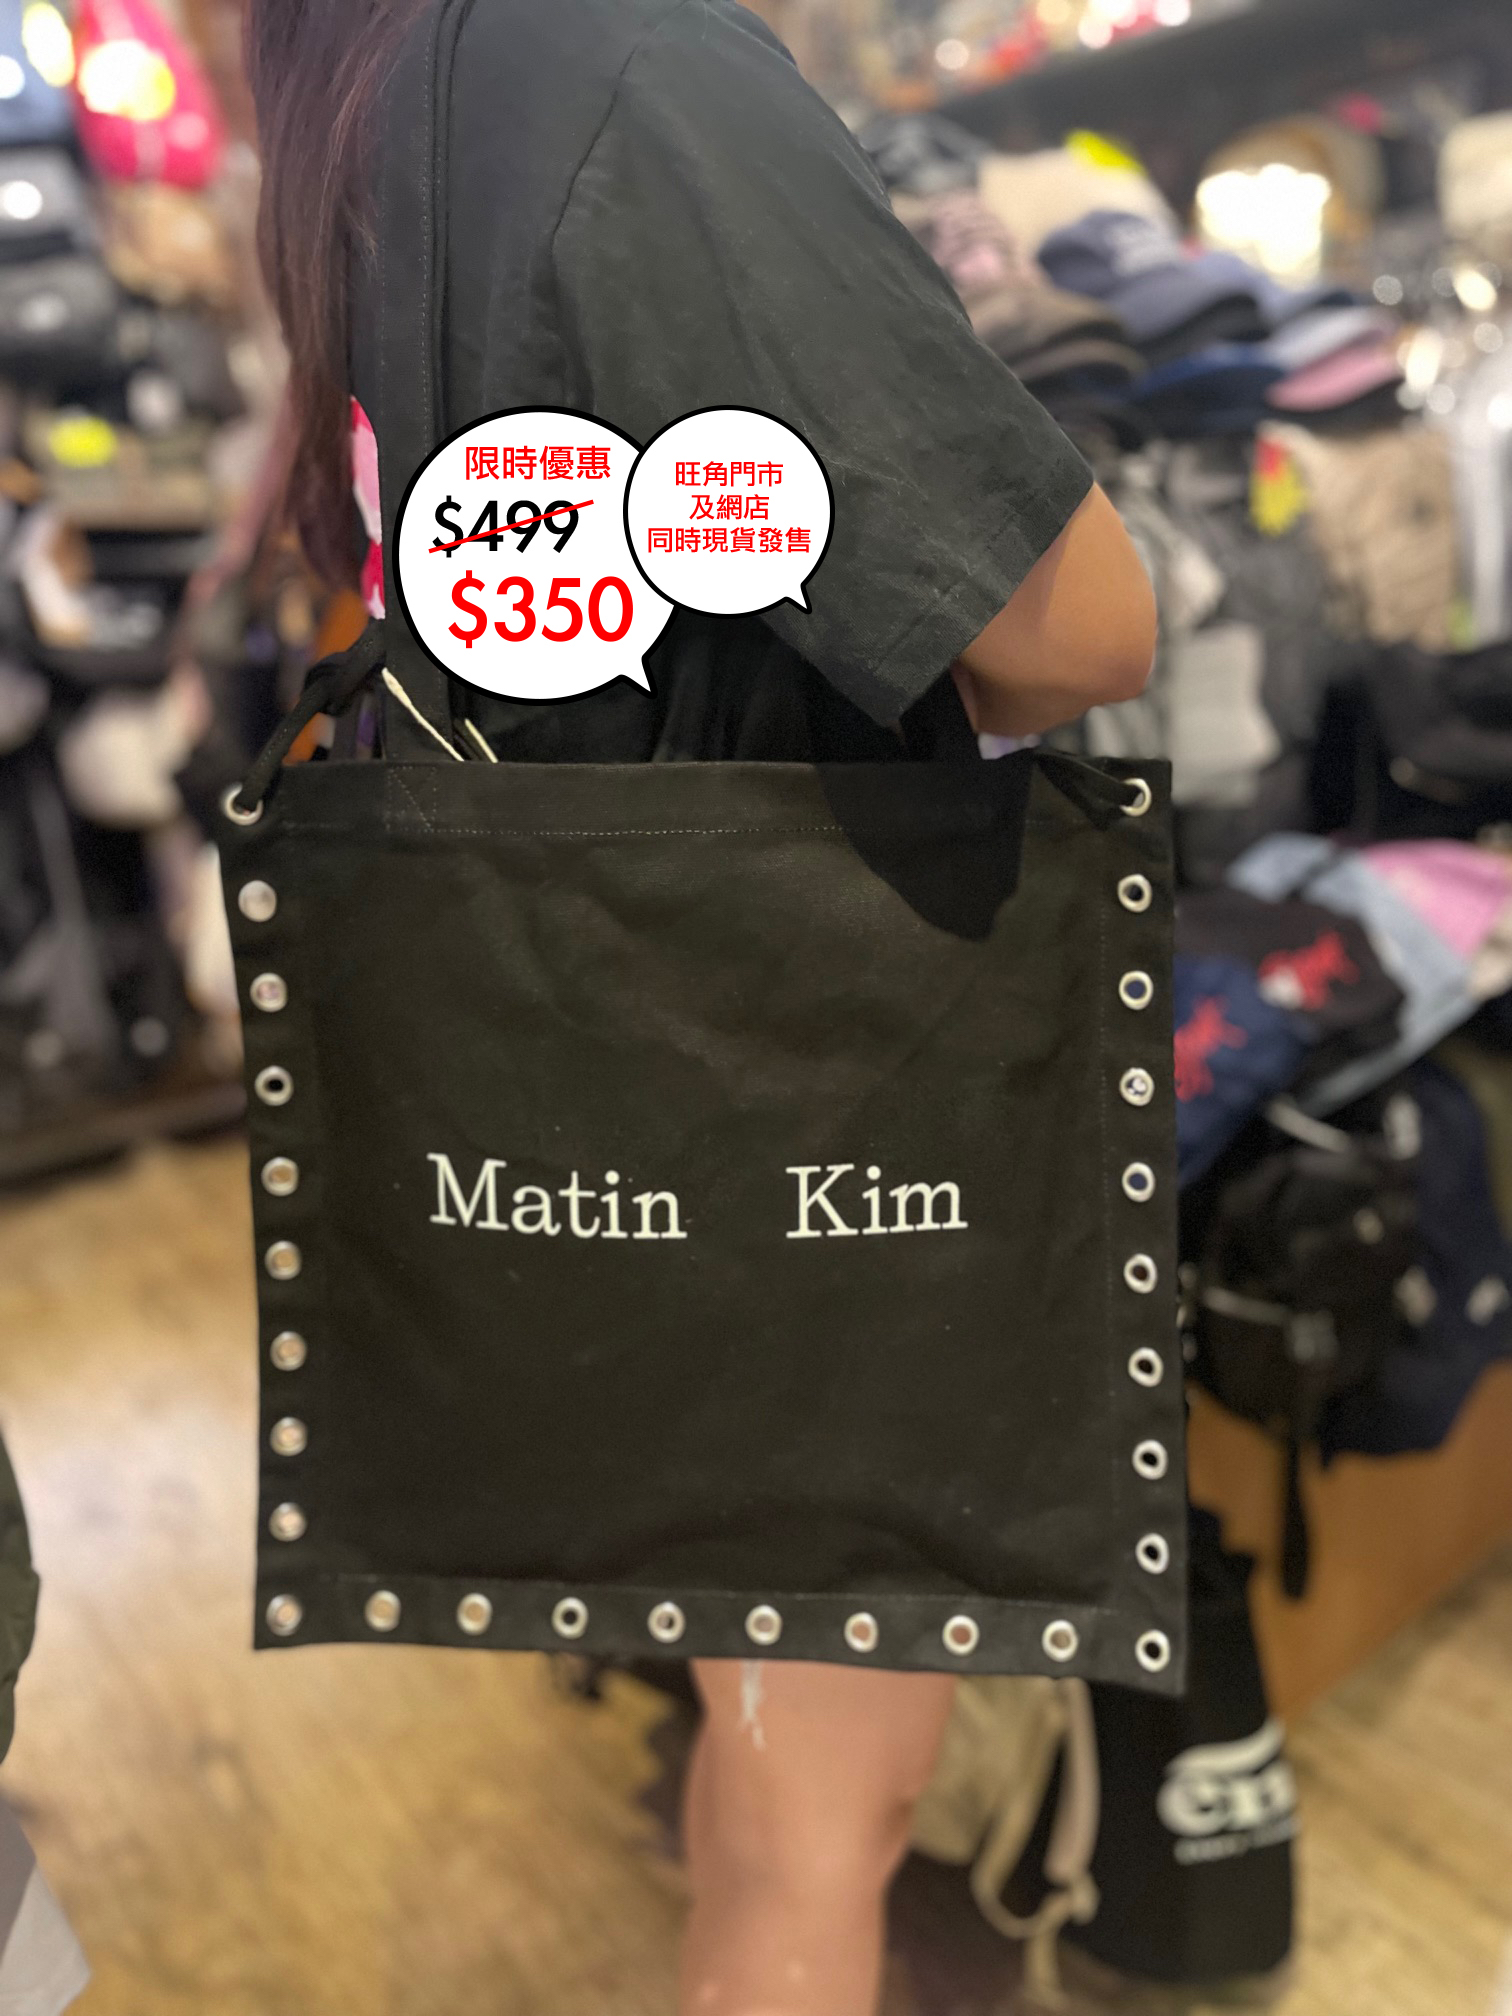 限時優惠
$499
$350
旺角門市
及網店
同時現貨發售
Matin Kim